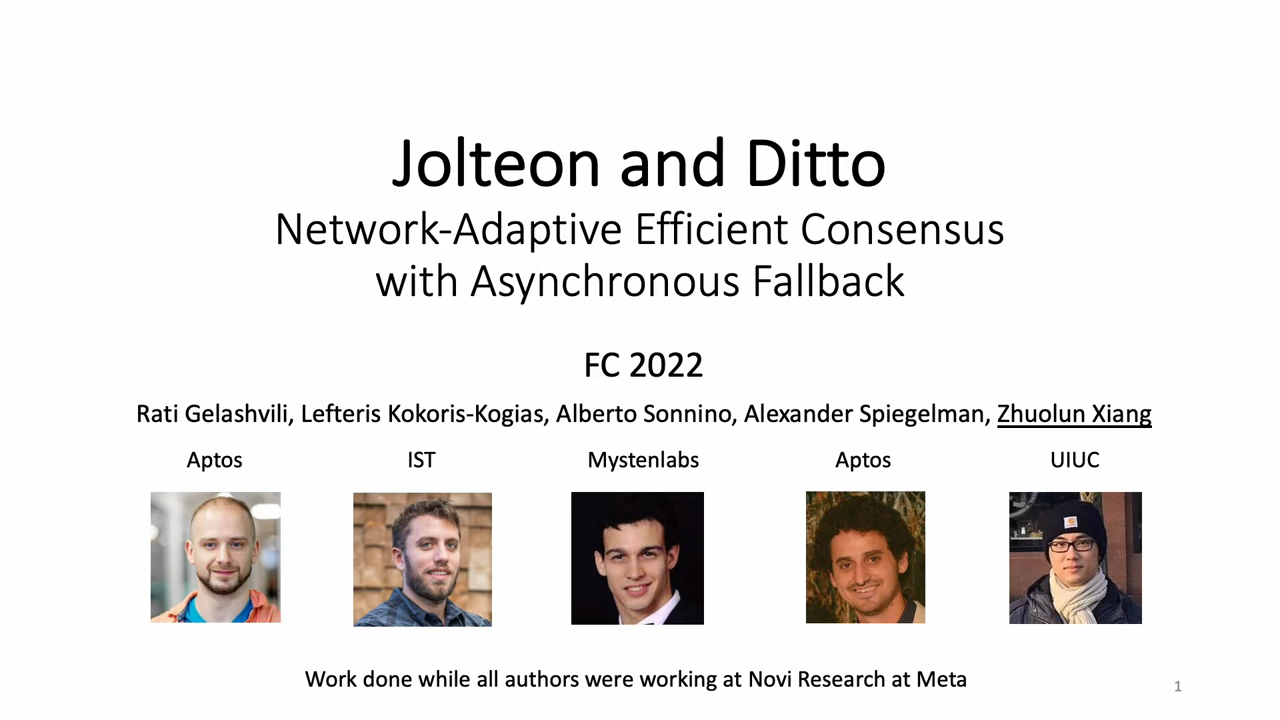 Jolteon and Ditto
Network-Adaptive Efficient Consensus
with Asynchronous Fallback
FC 2022
Rati Gelashvili, Lefteris Kokoris-Kogias, Alberto Sonnino, Alexander Spiegelman, Zhuolun Xiang
Aptos IST Mystenlabs Aptos UIUC
Work done while all authors were working at Novi Research at Meta
1